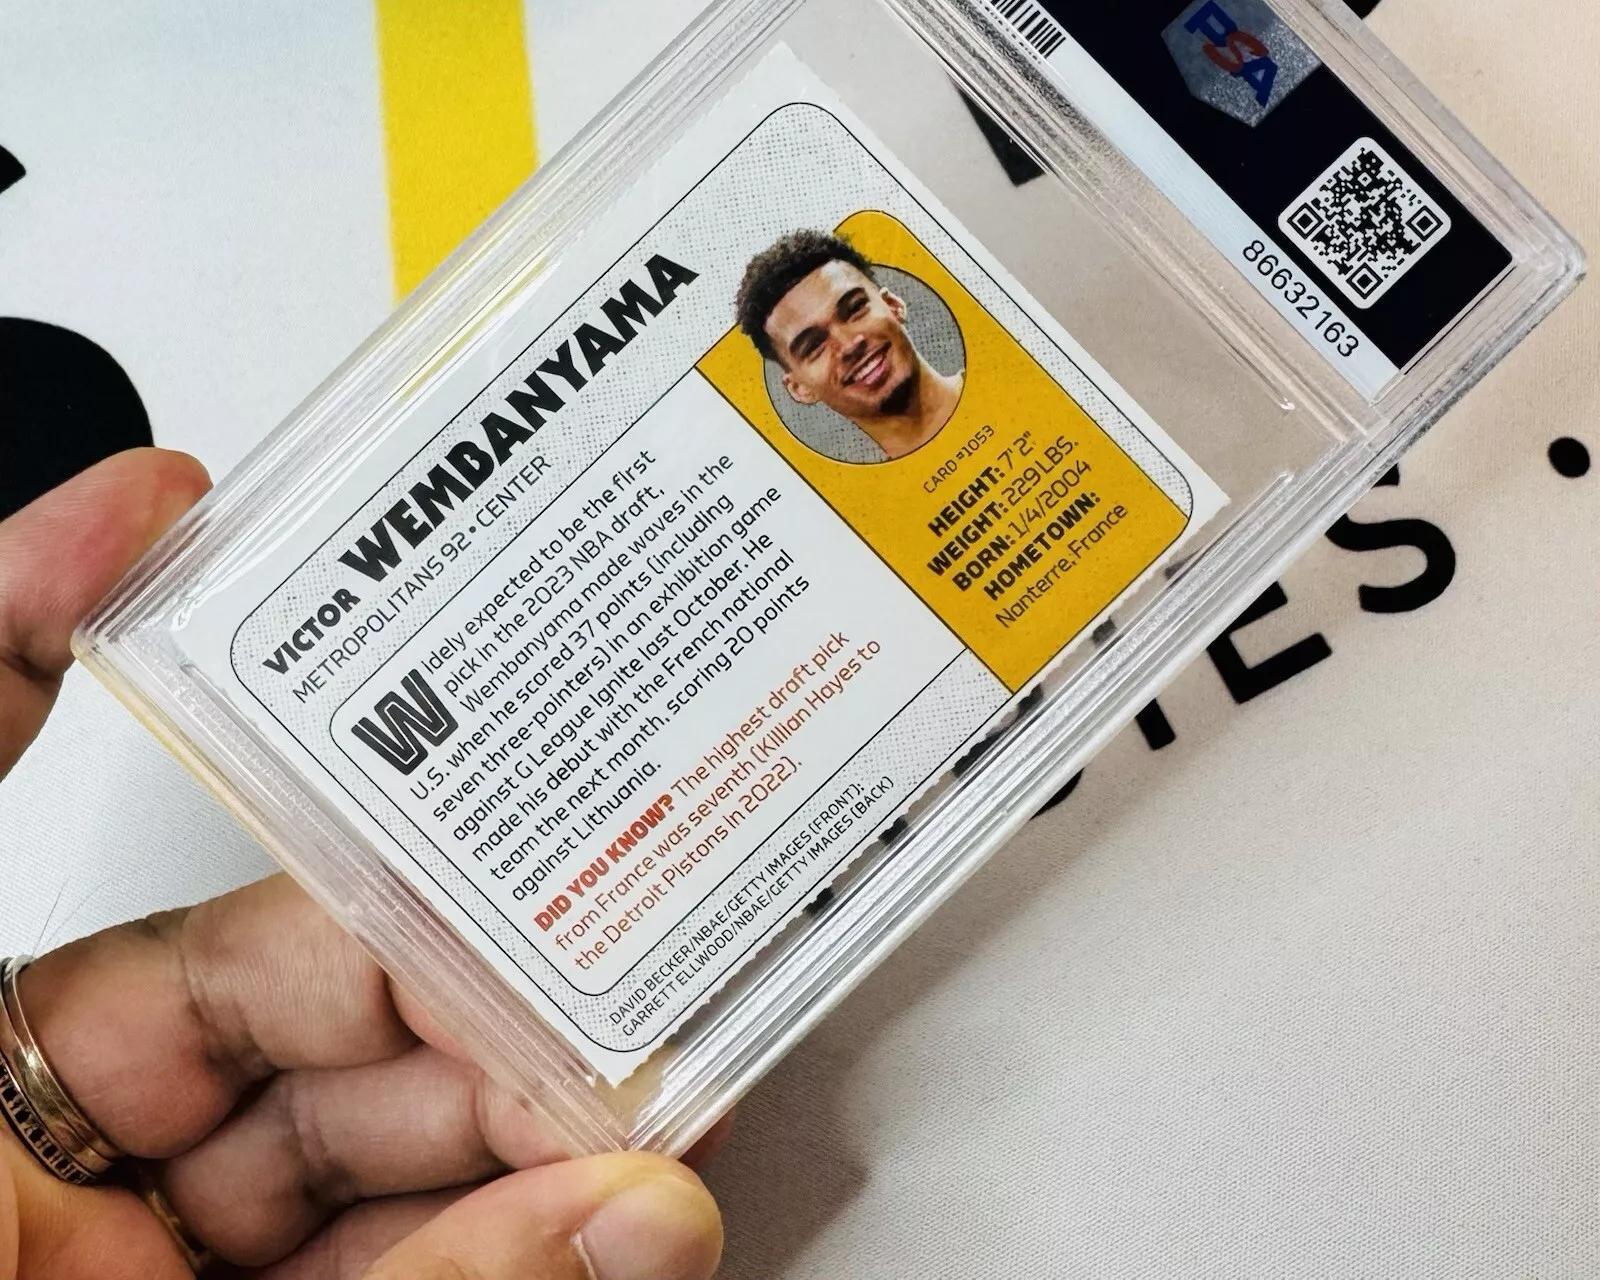 PSA
86632163
VICTOR WEMBANYAMA
METROPOLITANS 92 • CENTER
Widely expected to be the first
pick in the 2023 NBA draft,
Wembanyama made waves in the
U.S. when he scored 37 points (including
seven three-pointers) in an exhibition game
against G League Ignite last October. He
made his debut with the French national
team the next month, scoring 20 points
against Lithuania.
DID YOU KNOW? The highest draft pick
from France was seventh (Killian Hayes to
the Detroit Pistons in 2022).
DAVID BECKER/NBAE/GETTY IMAGES (FRONT);
GARRETT ELLWOOD/NBAE/GETTY IMAGES (BACK)
CARD #1053
HEIGHT: 7'2"
WEIGHT: 229 LBS.
BORN: 1/4/2004
HOMETOWN:
Nanterre, France